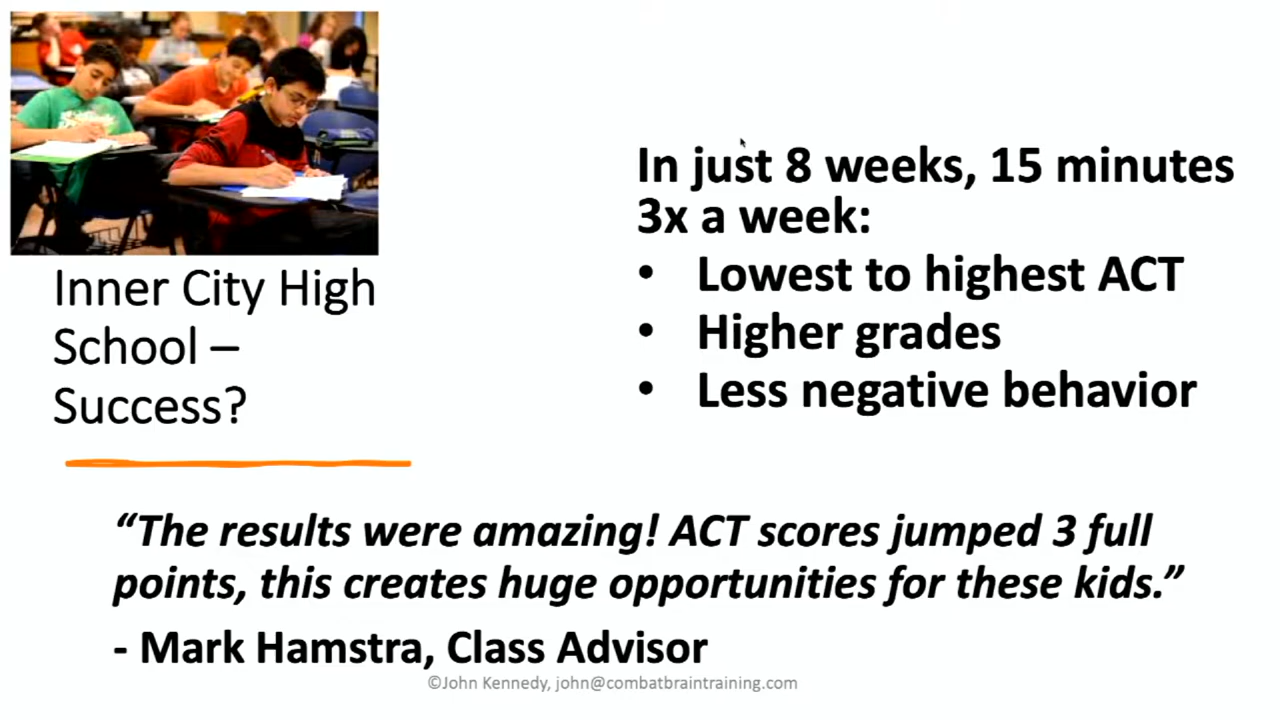 Inner City High
School –
Success?
In just 8 weeks, 15 minutes
3x a week:
• Lowest to highest ACT
• Higher grades
• Less negative behavior
“The results were amazing! ACT scores jumped 3 full
points, this creates huge opportunities for these kids.”
- Mark Hamstra, Class Advisor
©John Kennedy, john@combatbraintraining.com